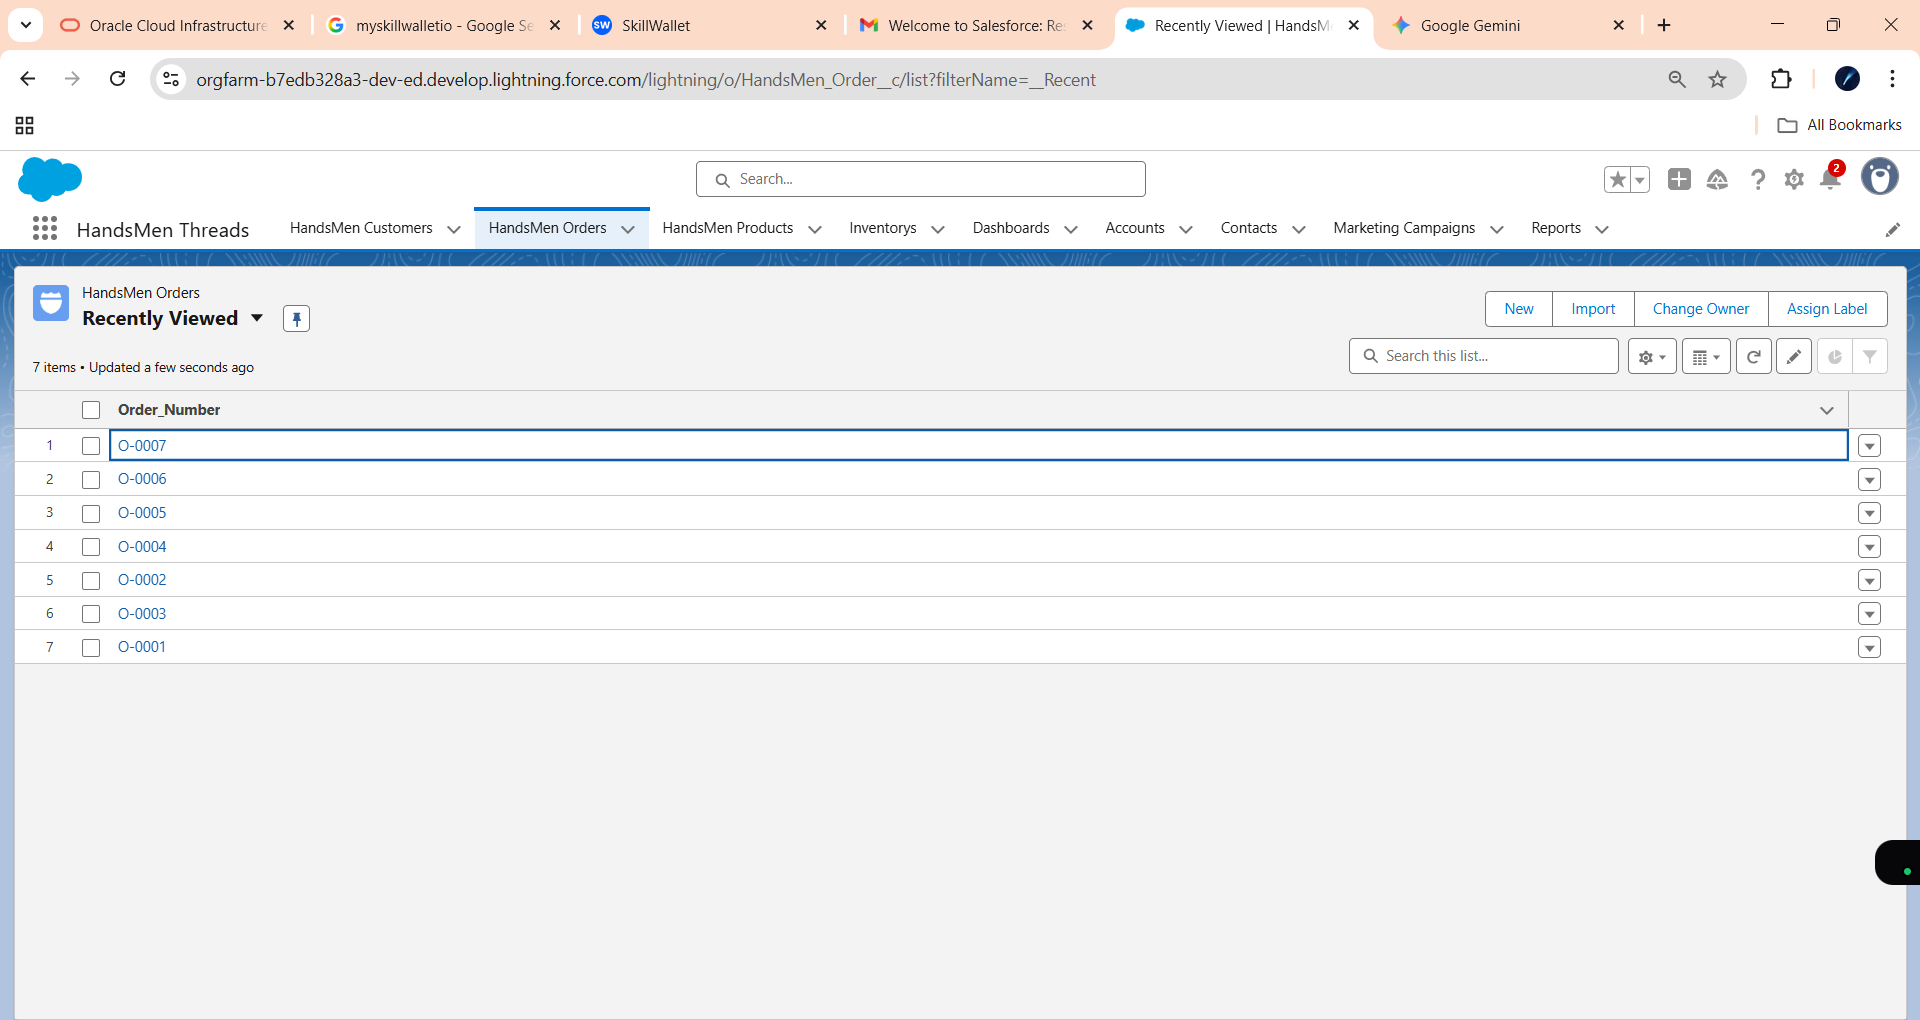 Oracle Cloud Infrastructure
myskillwalletio - Google Se
SW SkillWallet
Welcome to Salesforce: Res
Recently Viewed | HandsMe
Google Gemini
orgfarm-b7edb328a3-dev-ed.develop.lightning.force.com/lightning/o/HandsMen_Order__c/list?filterName=__Recent
All Bookmarks
Search...
2
HandsMen Threads
HandsMen Customers
HandsMen Orders
HandsMen Products
Inventorys
Dashboards
Accounts
Contacts
Marketing Campaigns
Reports
HandsMen Orders
Recently Viewed
New
Import
Change Owner
Assign Label
7 items • Updated a few seconds ago
Search this list...
Order_Number
1 O-0007
2 O-0006
3 O-0005
4 O-0004
5 O-0002
6 O-0003
7 O-0001